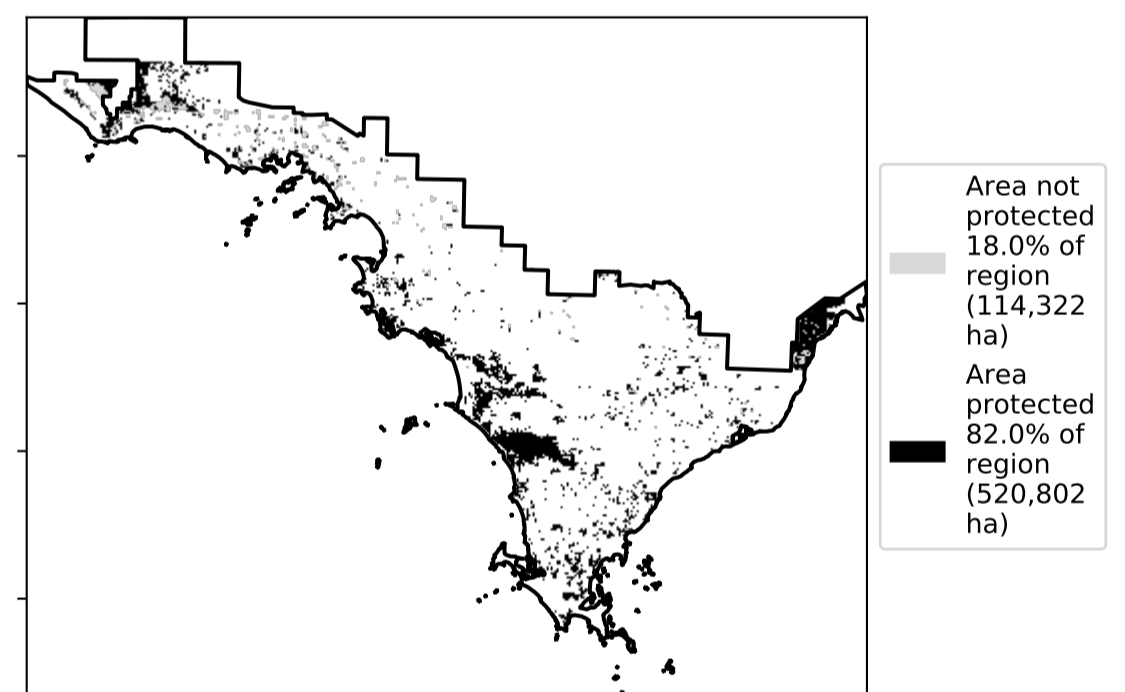 Area not
protected
18.0% of
region
(114,322
ha)
Area
protected
82.0% of
region
(520,802
ha)